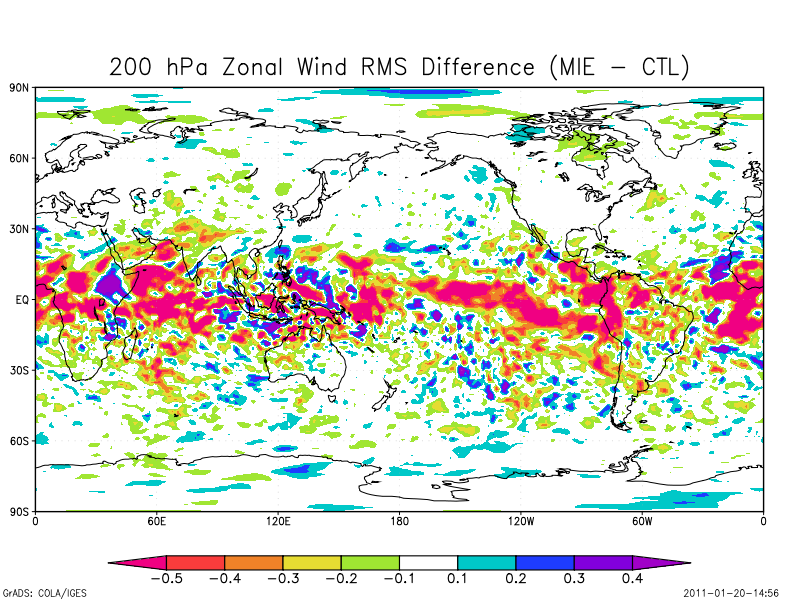 200 hPa Zonal Wind RMS Difference (MIE − CTL)
90N
60N
30N
EQ
30S
60S
90S
0 60E 120E 180 120W 60W 0
−0.5 −0.4 −0.3 −0.2 −0.1 0.1 0.2 0.3 0.4
GrADS: COLA/IGES 2011-01-20-14:56